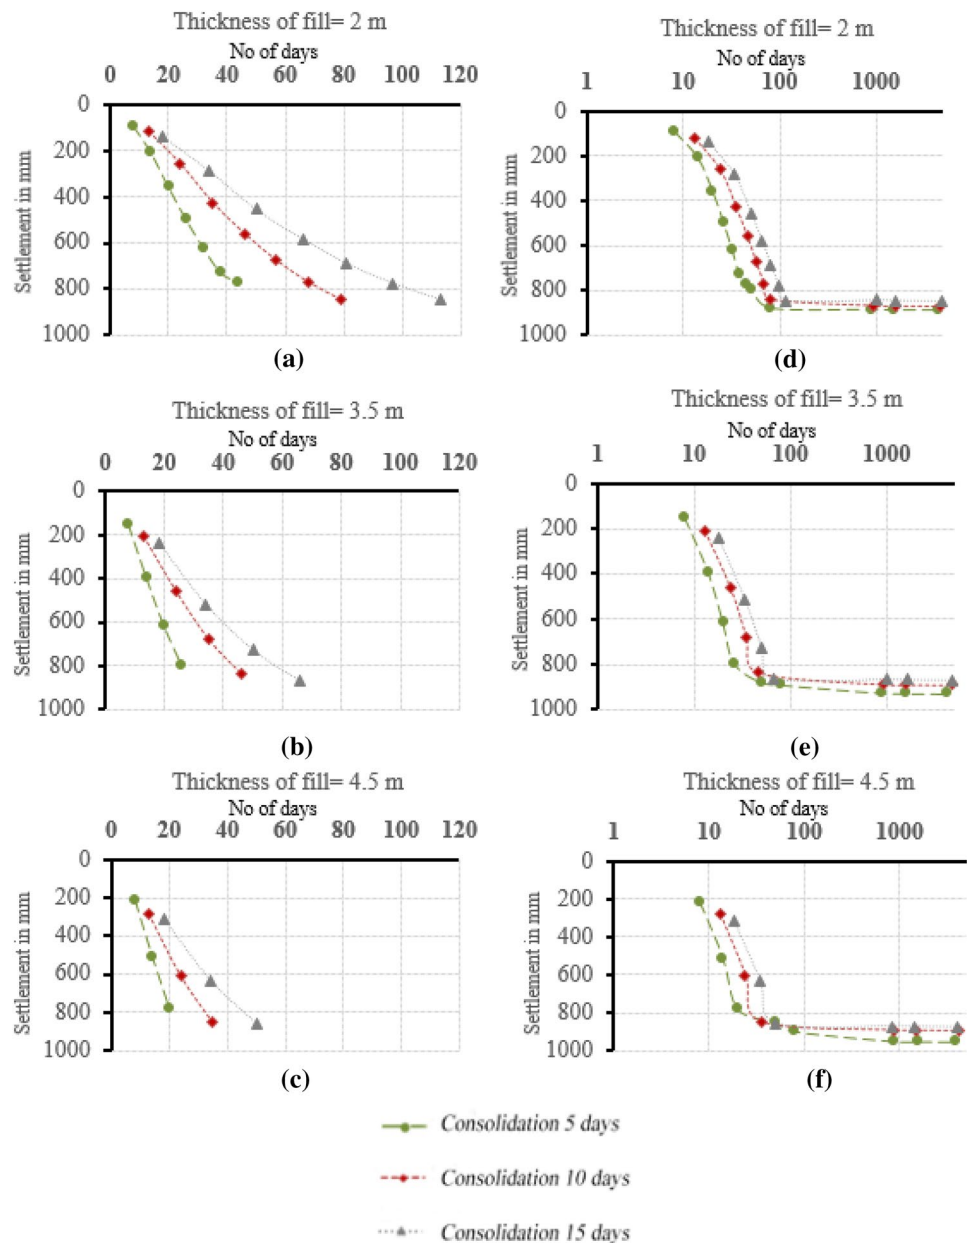 Thickness of fill= 2 m
No of days
0 20 40 60 80 100 120
Settlement in mm
0
200
400
600
800
1000
(a)
Thickness of fill= 2 m
No of days
1 10 100 1000
Settlement in mm
0
200
400
600
800
1000
(d)
Thickness of fill= 3.5 m
No of days
0 20 40 60 80 100 120
Settlement in mm
0
200
400
600
800
1000
(b)
Thickness of fill= 3.5 m
No of days
1 10 100 1000
Settlement in mm
0
200
400
600
800
1000
(e)
Thickness of fill= 4.5 m
No of days
0 20 40 60 80 100 120
Settlement in mm
0
200
400
600
800
1000
(c)
Thickness of fill= 4.5 m
No of days
1 10 100 1000
Settlement in mm
0
200
400
600
800
1000
(f)
Consolidation 5 days
Consolidation 10 days
Consolidation 15 days